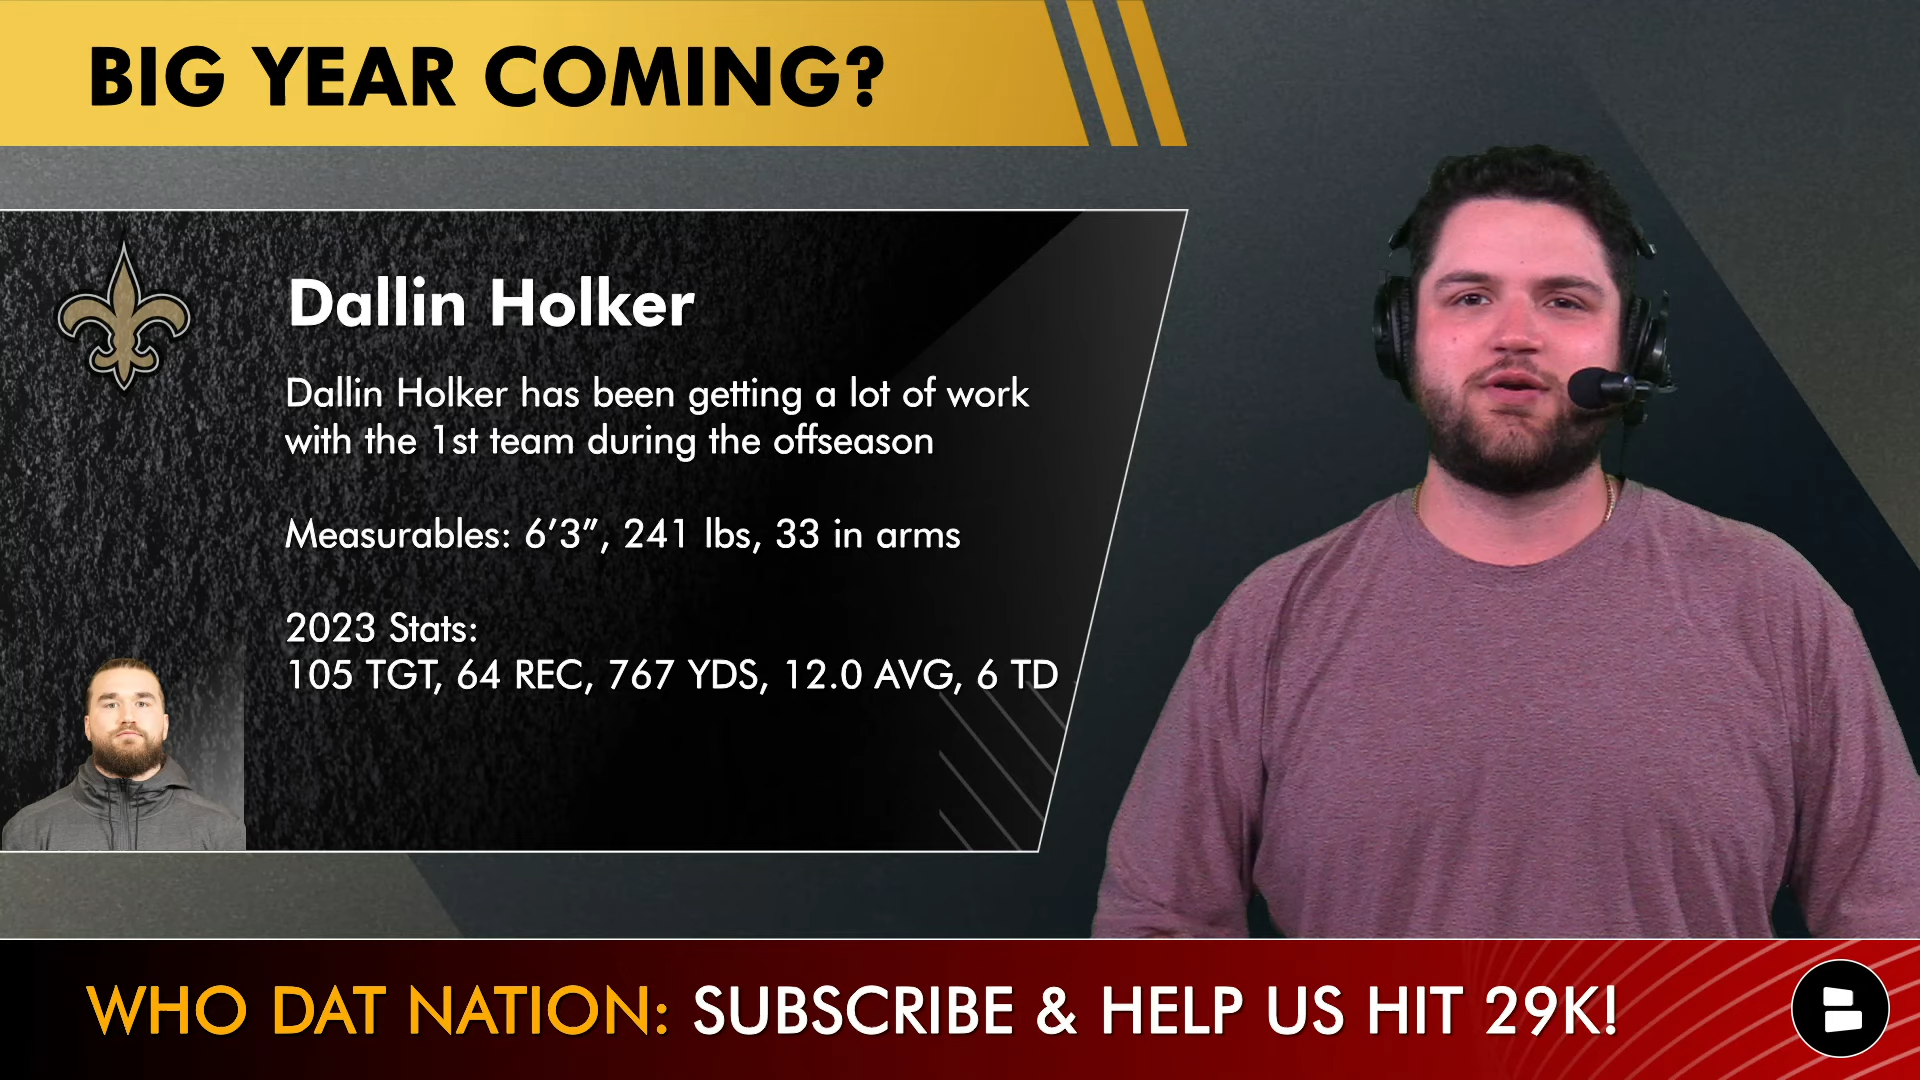 BIG YEAR COMING?
Dallin Holker
Dallin Holker has been getting a lot of work
with the 1st team during the offseason
Measurables: 6’3”, 241 lbs, 33 in arms
2023 Stats:
105 TGT, 64 REC, 767 YDS, 12.0 AVG, 6 TD
WHO DAT NATION: SUBSCRIBE & HELP US HIT 29K!